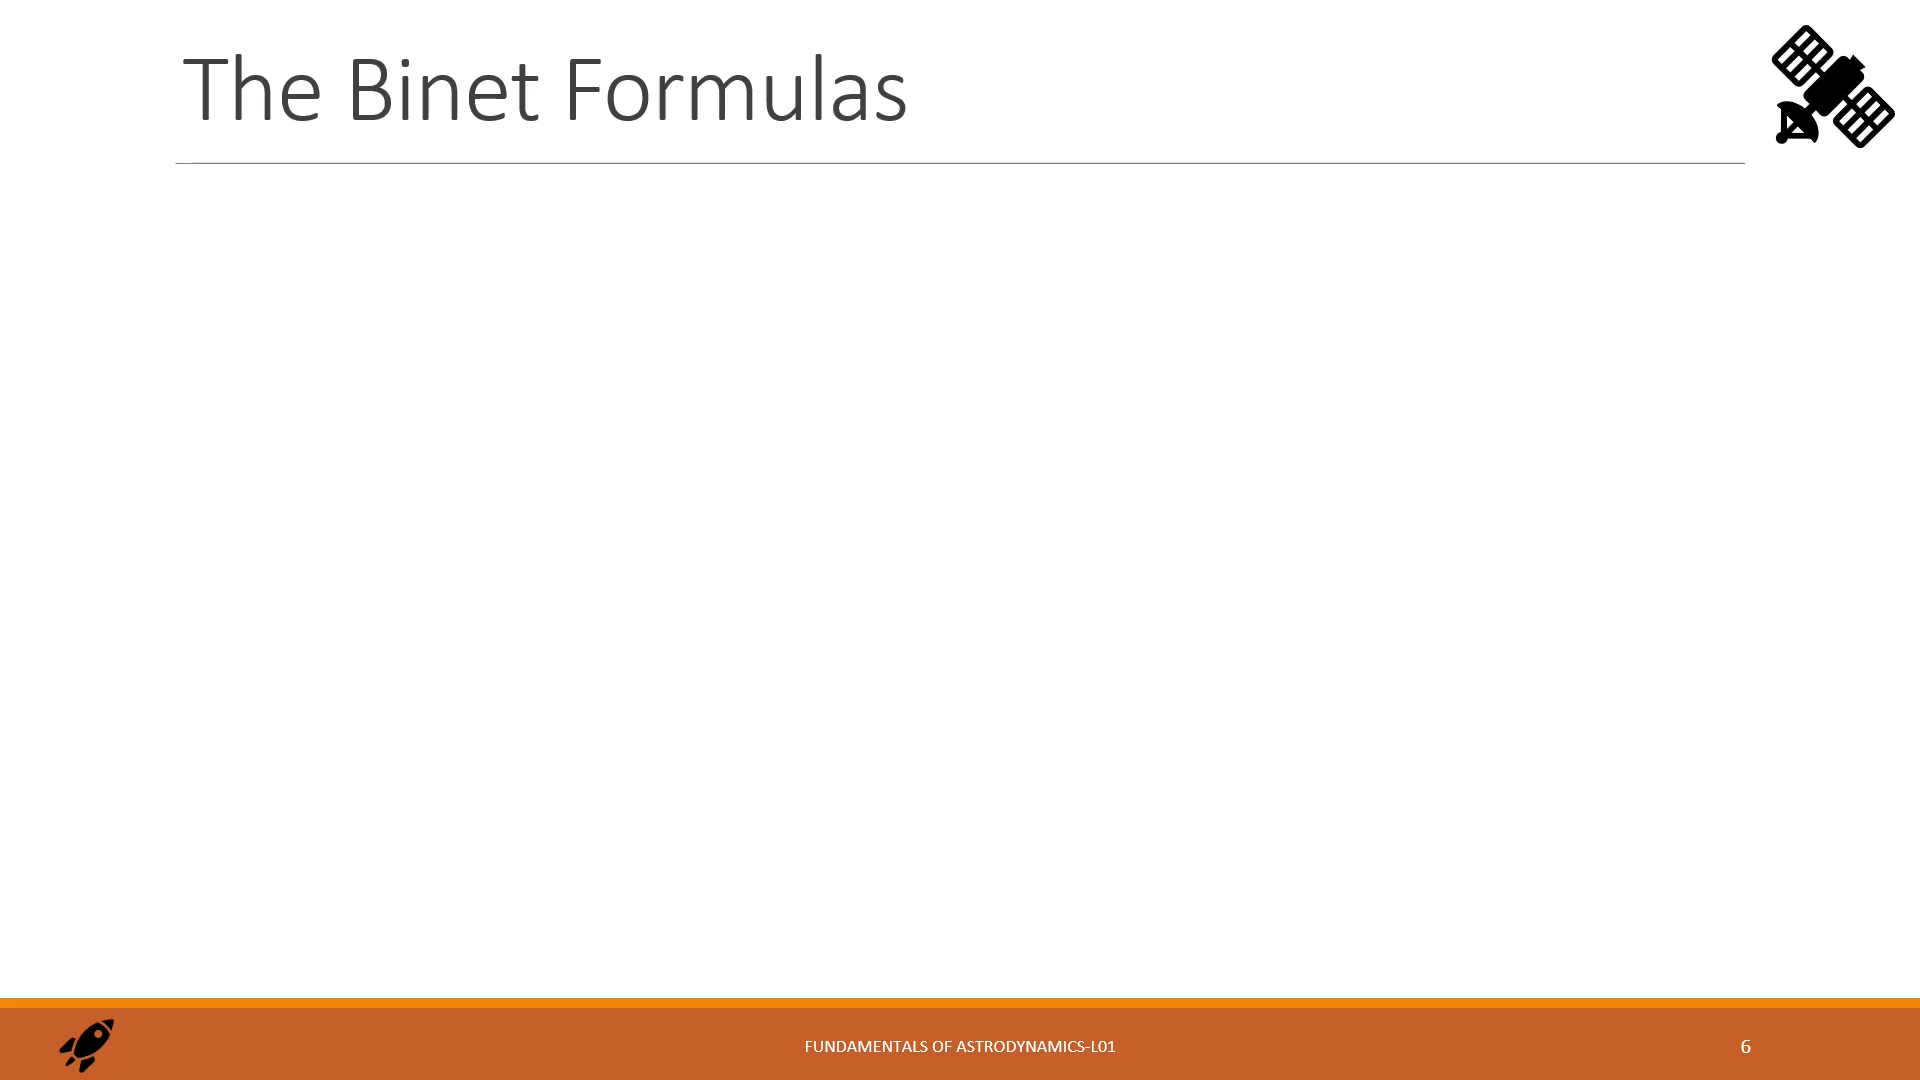 The Binet Formulas
FUNDAMENTALS OF ASTRODYNAMICS-L01
6